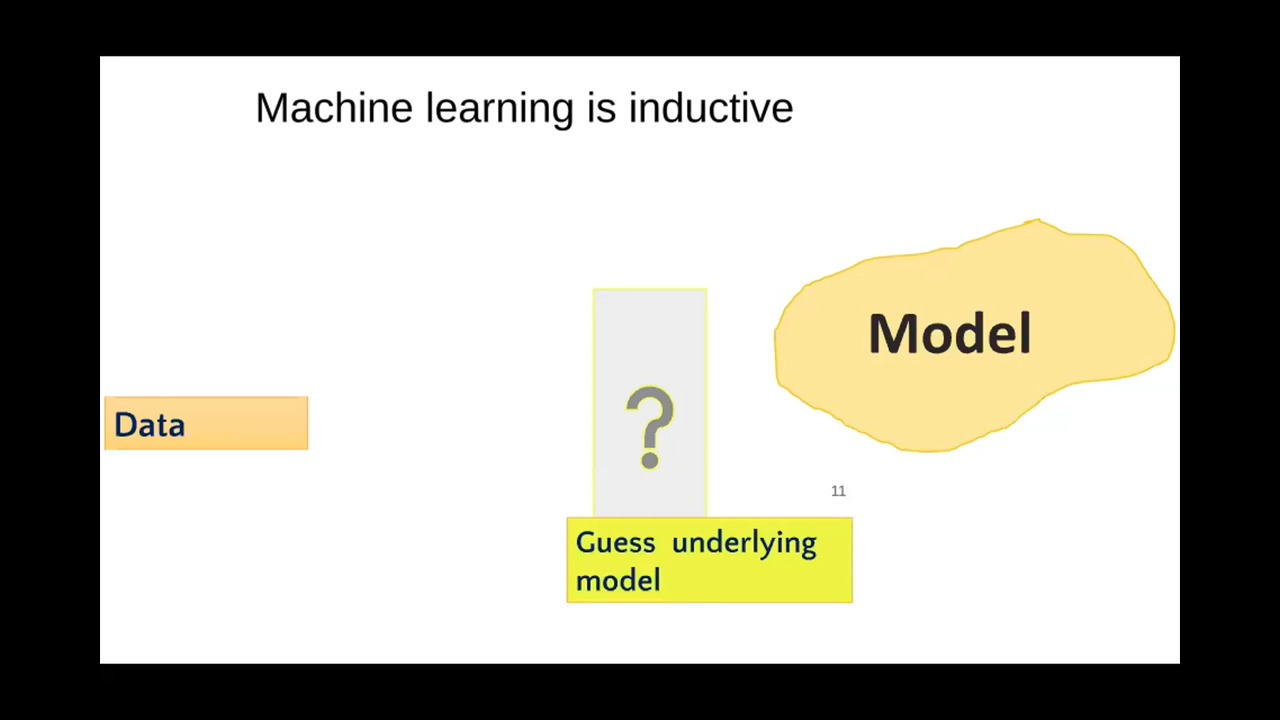 Machine learning is inductive
Model
Data
?
11
Guess underlying
model